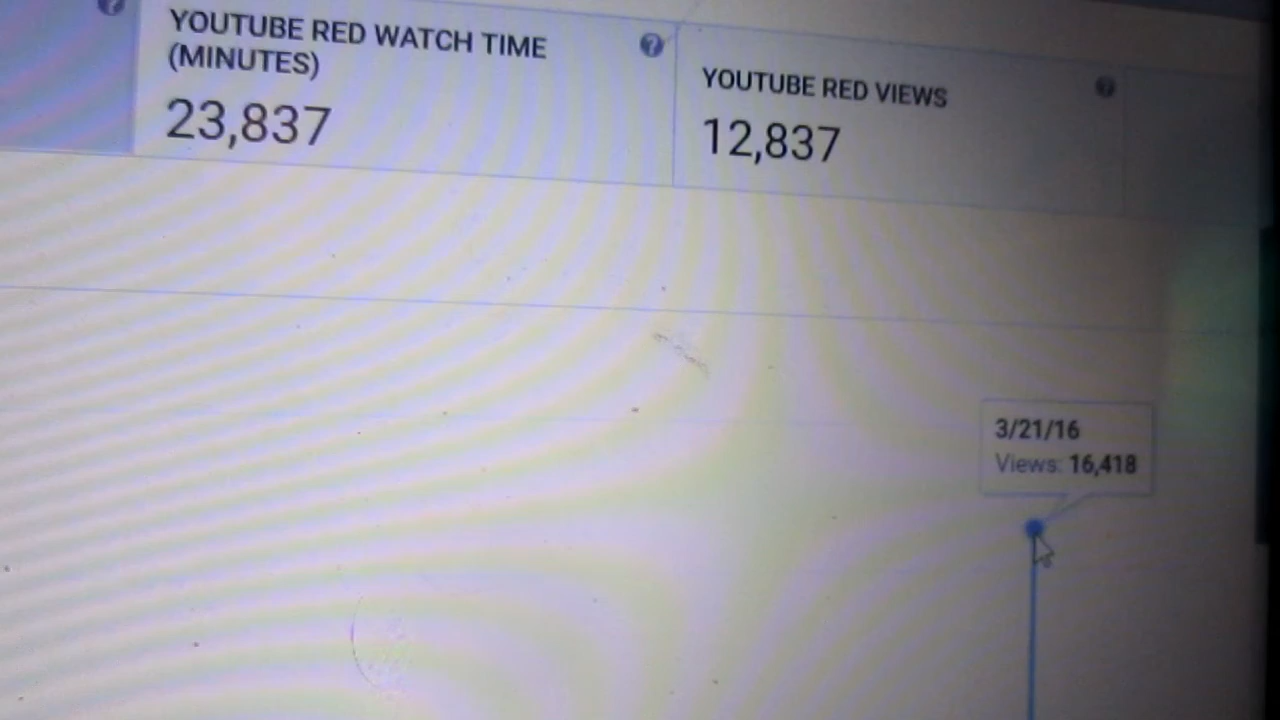 YOUTUBE RED WATCH TIME
(MINUTES)
23,837
YOUTUBE RED VIEWS
12,837
3/21/16
Views: 16,418